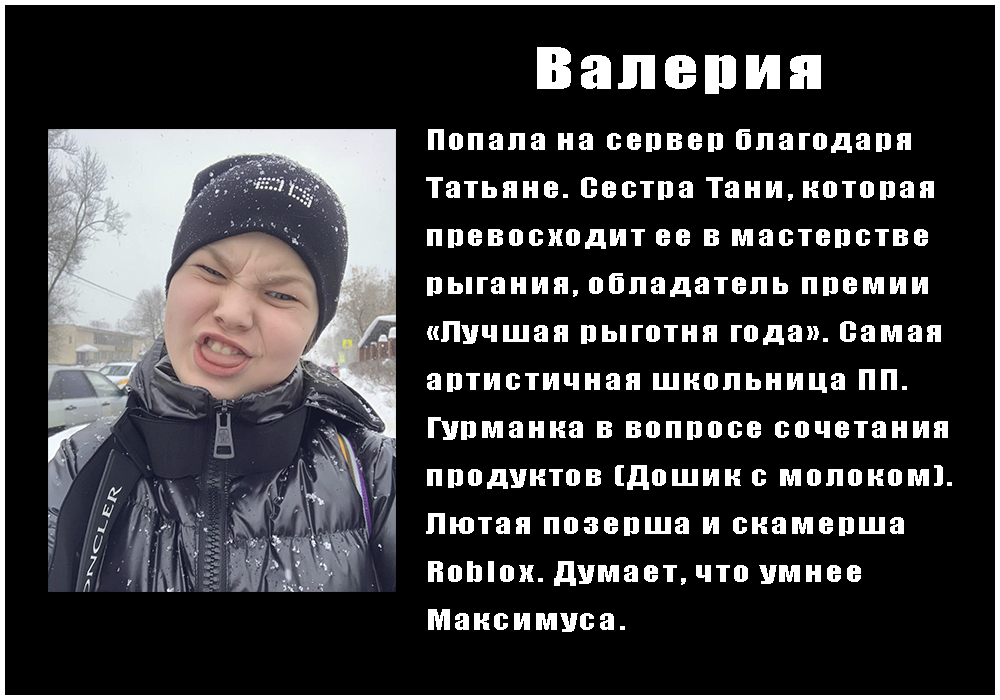 Валерия
Попала на сервер благодаря
Татьяне. Сестра Тани, которая
превосходит ее в мастерстве
рыгания, обладатель премии
«Лучшая рыготня года». Самая
артистичная школьница ПП.
Гурманка в вопросе сочетания
продуктов (Дошик с молоком).
Лютая позерша и скамерша
Roblox. Думает, что умнее
Максимуса.
ONCLER